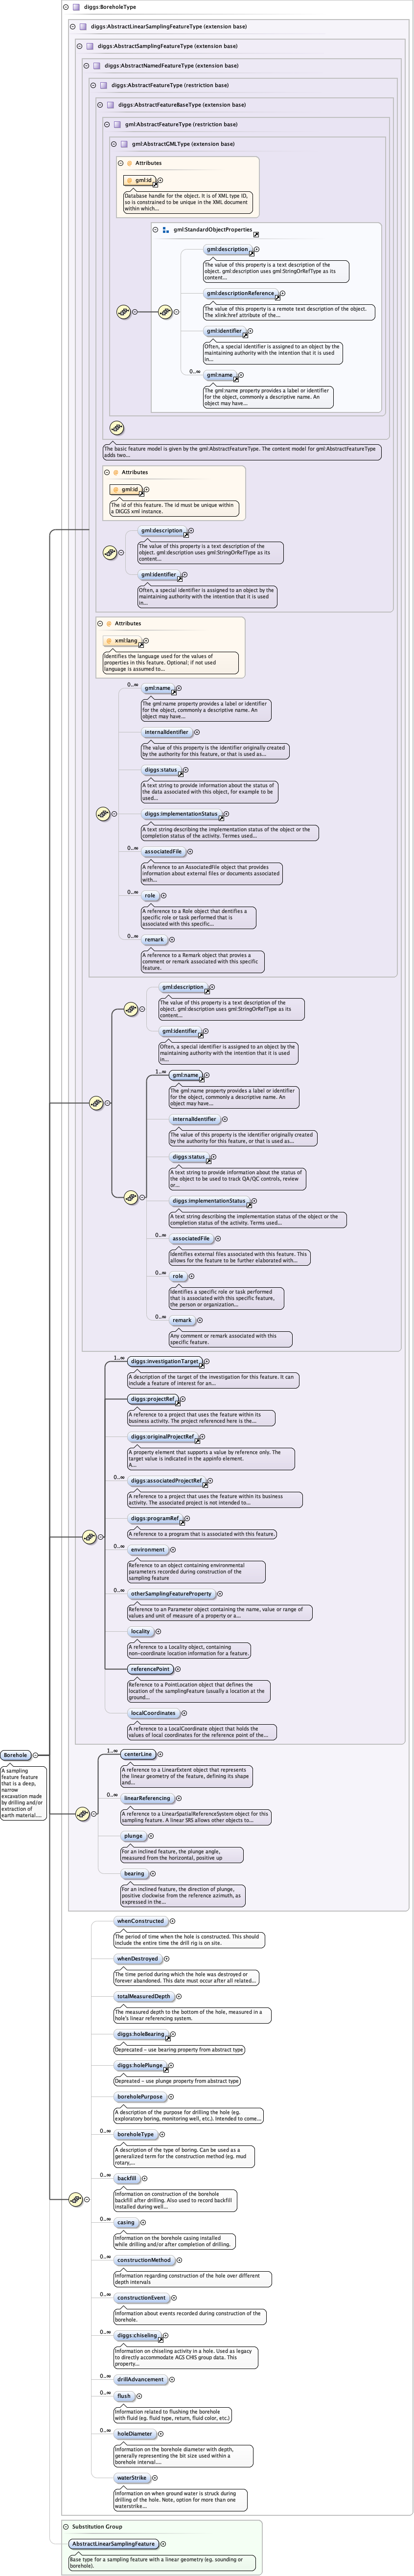 diggs:BoreholeType
diggs:AbstractLinearSamplingFeatureType (extension base)
diggs:AbstractSamplingFeatureType (extension base)
diggs:AbstractNamedFeatureType (extension base)
diggs:AbstractFeatureType (restriction base)
diggs:AbstractFeatureBaseType (extension base)
gml:AbstractFeatureType (restriction base)
gml:AbstractGMLType (extension base)
Attributes
gml:id
Database handle for the object. It is of XML type ID,
so is constrained to be unique in the XML document
within which...
gml:StandardObjectProperties
gml:description
The value of this property is a text description of the
object. gml:description uses gml:StringOrRefType as its
content...
gml:descriptionReference
The value of this property is a remote text description of the object.
The xlink:href attribute of the...
gml:identifier
Often, a special identifier is assigned to an object by the
maintaining authority with the intention that it is used
in...
0..∞
gml:name
The gml:name property provides a label or identifier
for the object, commonly a descriptive name. An
object may have...
The basic feature model is given by the gml:AbstractFeatureType. The content model for gml:AbstractFeatureType
adds two...
Attributes
gml:id
The id of this feature. The id must be unique within
a DIGGS xml instance.
gml:description
The value of this property is a text description of the
object. gml:description uses gml:StringOrRefType as its
content...
gml:identifier
Often, a special identifier is assigned to an object by the
maintaining authority with the intention that it is used
in...
Attributes
xml:lang
Identifies the language used for the values of
properties in this feature. Optional; if not used
language is assumed to...
0..∞
gml:name
The gml:name property provides a label or identifier
for the object, commonly a descriptive name. An
object may have...
internalIdentifier
The value of this property is the identifier originally created
by the authority for this feature, or that is used as...
diggs:status
A text string to provide information about the status of the
data associated with this object, for example to be
used...
diggs:implementationStatus
A text string describing the implementation status of the object or the
completion status of the activity. Termes used...
0..∞
associatedFile
A reference to an AssociatedFile object that provides
information about external files or documents associated
with...
0..∞
role
A reference to a Role object that dentifies a
specific role or task performed that is
associated with this specific...
0..∞
remark
A reference to a Remark object that provies a
comment or remark associated with this specific
feature.
gml:description
The value of this property is a text description of the
object. gml:description uses gml:StringOrRefType as its
content...
gml:identifier
Often, a special identifier is assigned to an object by the
maintaining authority with the intention that it is used
in...
1..∞
gml:name
The gml:name property provides a label or identifier
for the object, commonly a descriptive name. An
object may have...
internalIdentifier
The value of this property is the identifier originally created
by the authority for this feature, or that is used as...
diggs:status
A text string to provide information about the status
of the object to be used to track QA/QC controls, review
or...
diggs:implementationStatus
A text string describing the implementation status of the object or the
completion status of the activity. Terms used...
0..∞
associatedFile
Identifies external files associated with this feature. This
allows for the feature to be further elaborated with...
0..∞
role
Identifies a specific role or task performed
that is associated with this specific feature,
the person or organization...
0..∞
remark
Any comment or remark associated with this
specific feature.
1..∞
diggs:investigationTarget
A description of the target of the investigation for this feature. It can
include a feature of interest for an...
diggs:projectRef
A reference to a project that uses the feature within its
business activity. The project referenced here is the...
diggs:originalProjectRef
A property element that supports a value by reference only. The
target value is indicated in the appinfo element.
A...
0..∞
diggs:associatedProjectRef
A reference to a project that uses the feature within its business
activity. The associated project is not intended to...
0..∞
diggs:programRef
A reference to a program that is associated with this feature.
0..∞
environment
Reference to an object containing environmental
parameters recorded during construction of the
sampling feature
0..∞
otherSamplingFeatureProperty
Reference to an Parameter object containing the name, value or range of
values and unit of measure of a property or a...
locality
A reference to a Locality object, containing
non-coordinate location information for a feature.
referencePoint
Reference to a PointLocation object that defines the
location of the samplingFeature (usually a location at the
ground...
localCoordinates
A reference to a LocalCoordinate object that holds the
values of local coordinates for the reference point of the...
Borehole
A sampling
feature feature
that is a deep,
narrow
excavation made
by drilling and/or
extraction of
earth material....
1..∞
centerLine
A reference to a LinearExtent object that represents
the linear geometry of the feature, defining its shape
and...
0..∞
linearReferencing
A reference to a LinearSpatialReferenceSystem object for this
sampling feature. A linear SRS allows other objects to...
plunge
For an inclined feature, the plunge angle,
measured from the horizontal, positive up
bearing
For an inclined feature, the direction of plunge,
positive clockwise from the reference azimuth, as
expressed in the...
whenConstructed
The period of time when the hole is constructed. This should
include the entire time the drill rig is on site.
whenDestroyed
The time period during which the hole was destroyed or
forever abandoned. This date must occur after all related...
totalMeasuredDepth
The measured depth to the bottom of the hole, measured in a
hole's linear referencing system.
diggs:holeBearing
Deprecated - use bearing property from abstract type
diggs:holePlunge
Depreated - use plunge property from abstract type
boreholePurpose
A description of the purpose for drilling the hole (eg.
exploratory boring, monitoring well, etc.). Intended to come...
boreholeType
A description of the type of boring. Can be used as a
generalized term for the construction method (eg. mud
rotary,...
0..∞
backfill
Information on construction of the borehole
backfill after drilling. Also used to record backfill
installed during well...
0..∞
casing
Information on the borehole casing installed
while drilling and/or after completion of drilling.
0..∞
constructionMethod
Information regarding construction of the hole over different
depth intervals
0..∞
constructionEvent
Information about events recorded during construction of the
borehole.
0..∞
diggs:chiseling
Information on chiseling activity in a hole. Used as legacy
to directly accommodate AGS CHIS group data. This
property...
0..∞
drillAdvancement
0..∞
flush
Information related to flushing the borehole
with fluid (eg. fluid type, return, fluid color, etc.)
0..∞
holeDiameter
Information on the borehole diameter with depth,
generally representing the bit size used within a
borehole interval....
0..∞
waterStrike
Information on when ground water is struck during
drilling of the hole. Note, option for more than one
waterstrike...
Substitution Group
AbstractLinearSamplingFeature
Base type for a sampling feature with a linear geometry (eg. sounding or
borehole).